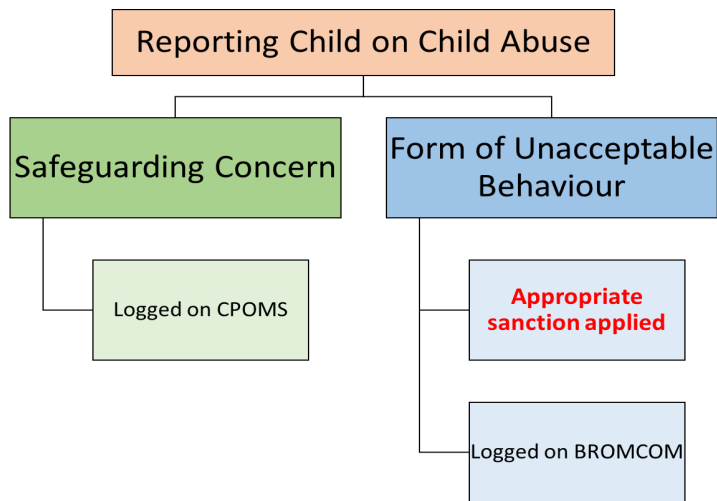 Reporting Child on Child Abuse
Safeguarding Concern
Form of Unacceptable
Behaviour
Logged on CPOMS
Appropriate
sanction applied
Logged on BROMCOM